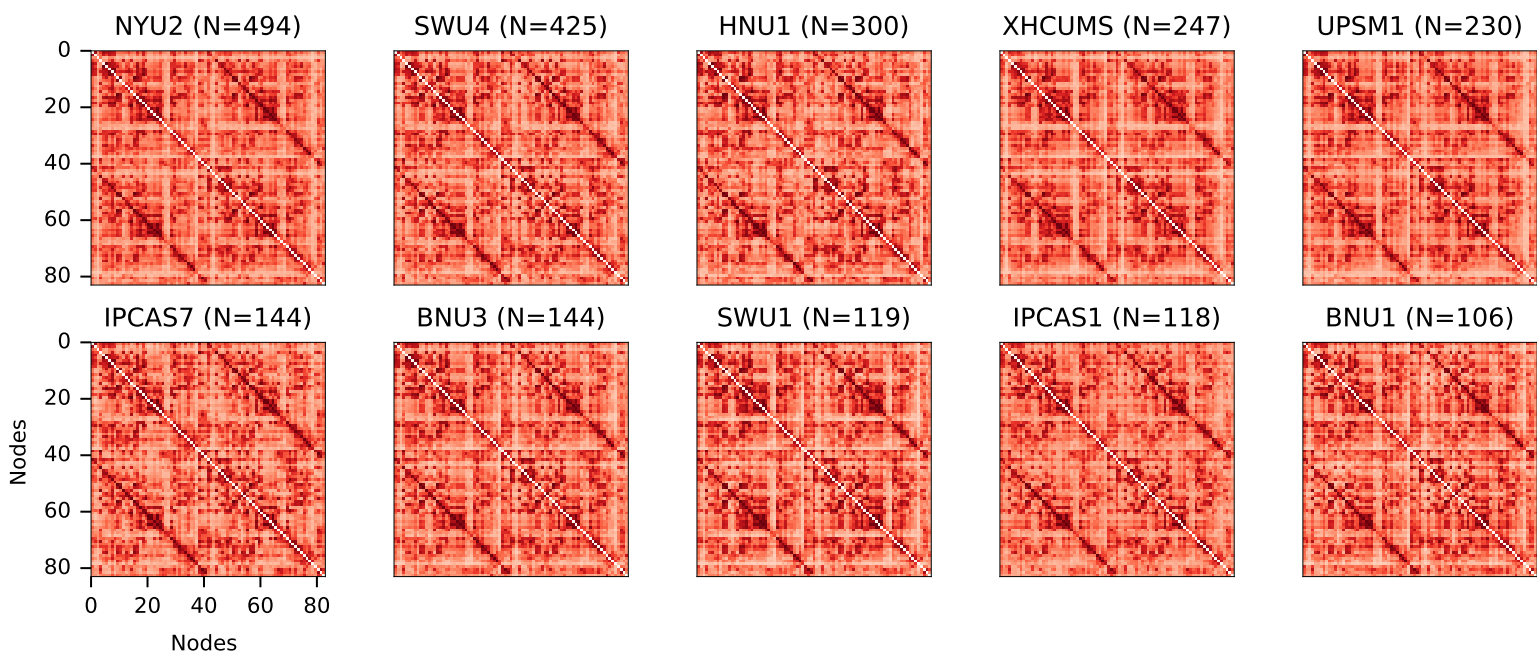 NYU2 (N=494) SWU4 (N=425) HNU1 (N=300) XHCUMS (N=247) UPSM1 (N=230)
0
20
40
60
80
IPCAS7 (N=144) BNU3 (N=144) SWU1 (N=119) IPCAS1 (N=118) BNU1 (N=106)
0
20
40
60
80
Nodes
0 20 40 60 80
Nodes